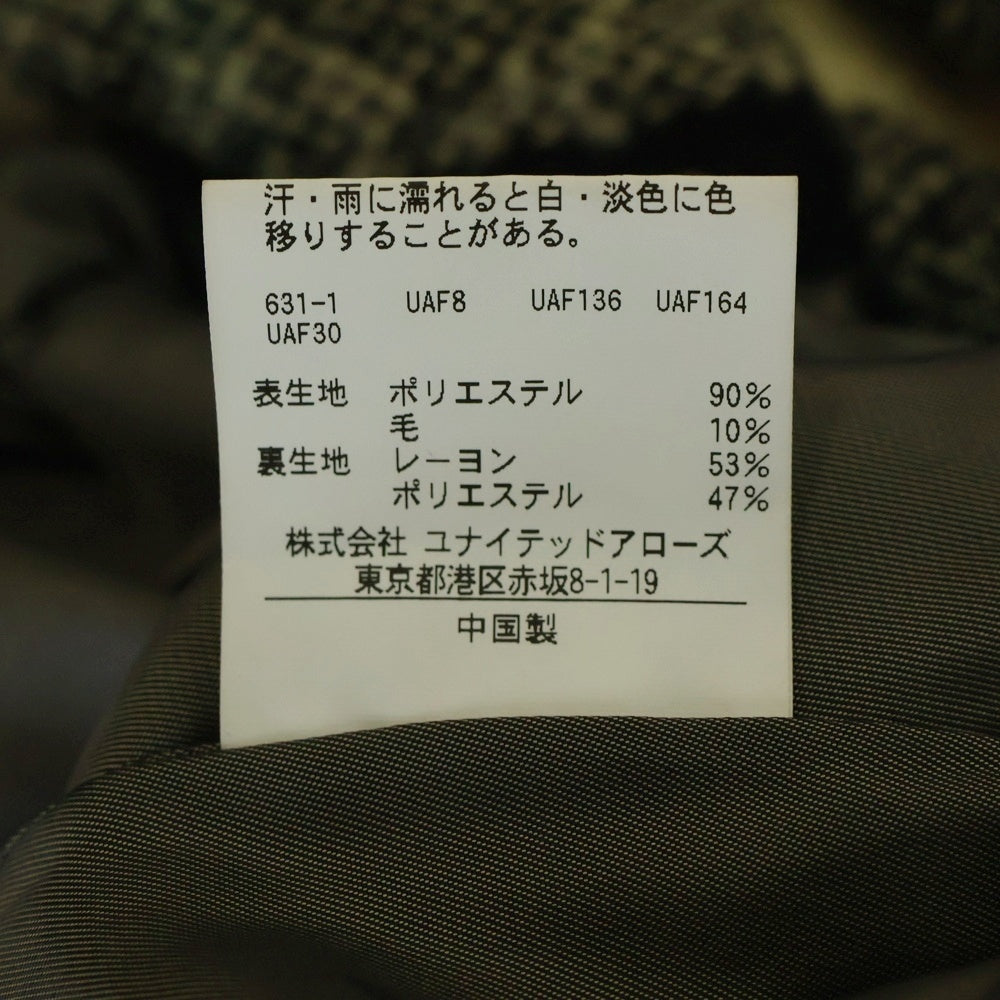 汗・雨に濡れると白・淡色に色
移りすることがある。
631-1 UAF8 UAF136 UAF164
UAF30
表生地 ポリエステル 90%
毛 10%
裏生地 レーヨン 53%
ポリエステル 47%
株式会社 ユナイテッドアローズ
東京都港区赤坂8-1-19
中国製